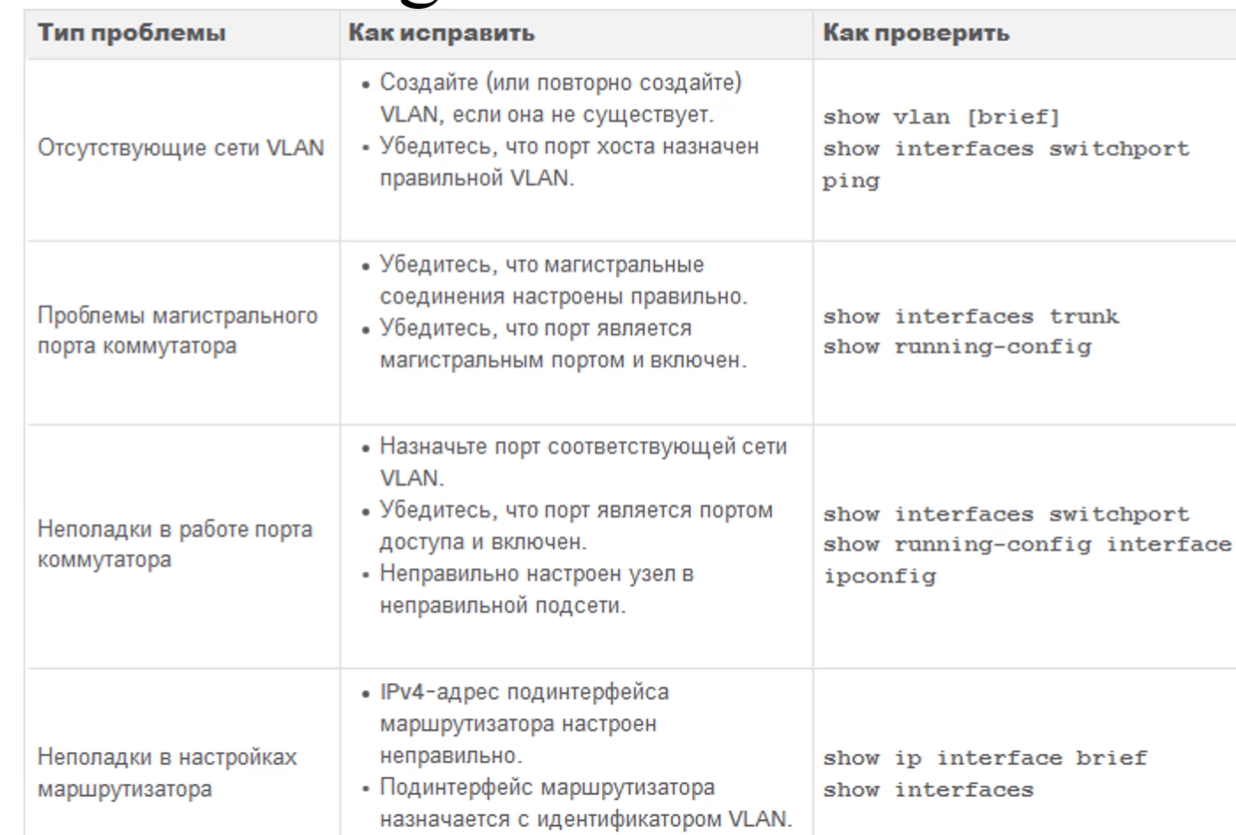 Тип проблемы
Как исправить
Как проверить
Отсутствующие сети VLAN
• Создайте (или повторно создайте)
VLAN, если она не существует.
• Убедитесь, что порт хоста назначен
правильной VLAN.
show vlan [brief]
show interfaces switchport
ping
Проблемы магистрального
порта коммутатора
• Убедитесь, что магистральные
соединения настроены правильно.
• Убедитесь, что порт является
магистральным портом и включен.
show interfaces trunk
show running-config
Неполадки в работе порта
коммутатора
• Назначьте порт соответствующей сети
VLAN.
• Убедитесь, что порт является портом
доступа и включен.
• Неправильно настроен узел в
неправильной подсети.
show interfaces switchport
show running-config interface
ipconfig
Неполадки в настройках
маршрутизатора
• IPv4-адрес подинтерфейса
маршрутизатора настроен
неправильно.
• Подинтерфейс маршрутизатора
назначается с идентификатором VLAN.
show ip interface brief
show interfaces